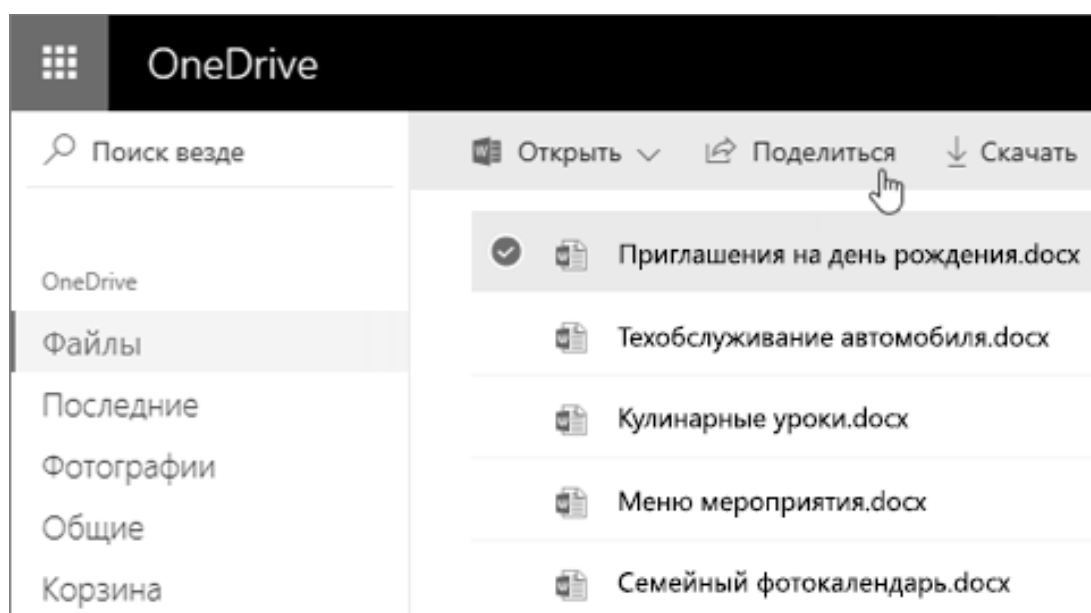 OneDrive
Поиск везде
Открыть
Поделиться
Скачать
OneDrive
Файлы
Последние
Фотографии
Общие
Корзина
Приглашения на день рождения.docx
Техобслуживание автомобиля.docx
Кулинарные уроки.docx
Меню мероприятия.docx
Семейный фотокалендарь.docx